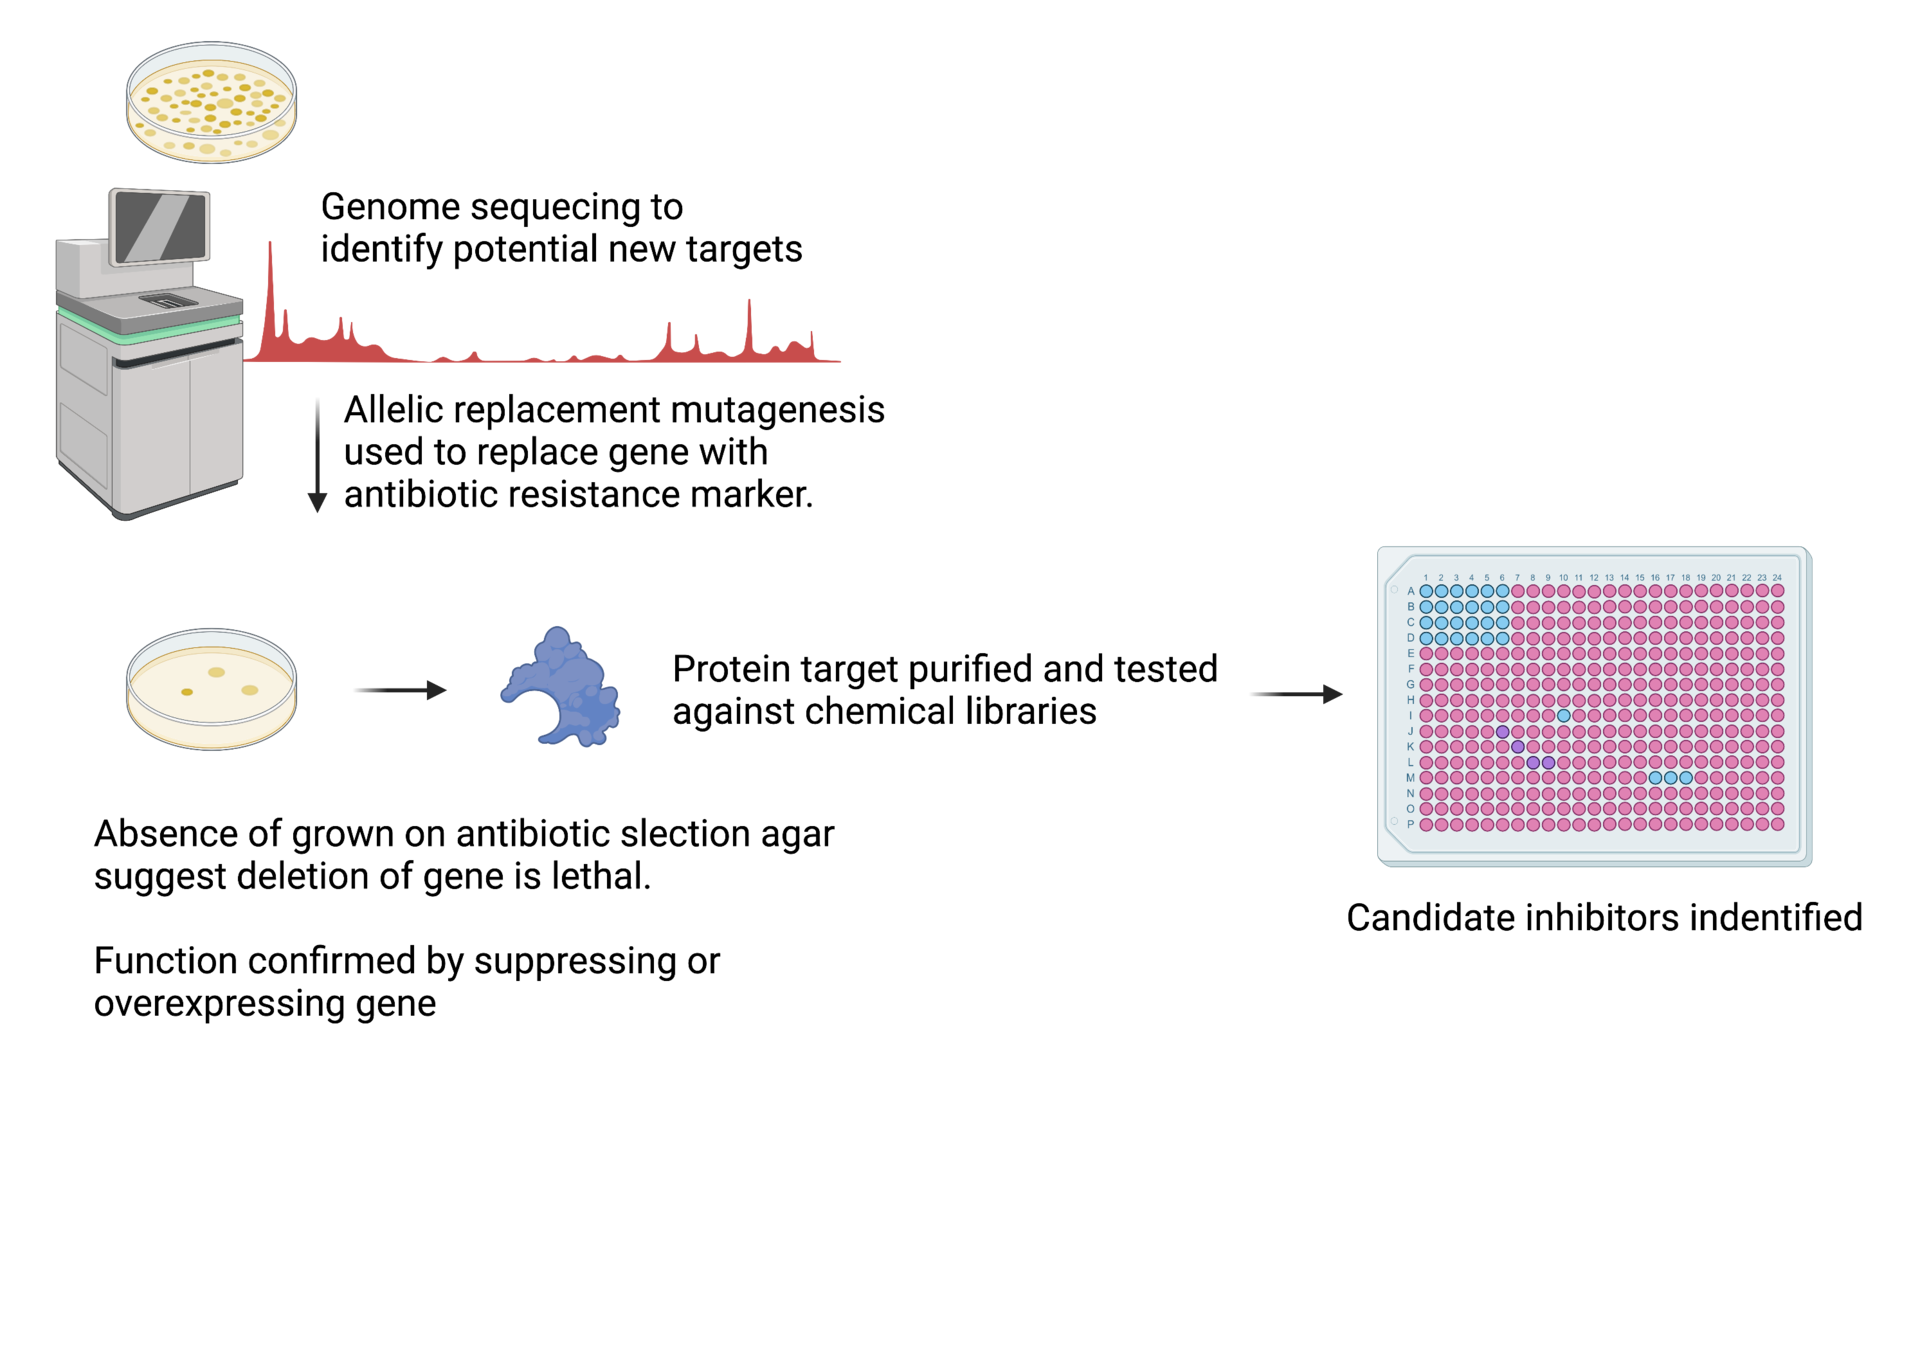 Genome sequecing to
identify potential new targets
Allelic replacement mutagenesis
used to replace gene with
antibiotic resistance marker.
Protein target purified and tested
against chemical libraries
Absence of grown on antibiotic slection agar
suggest deletion of gene is lethal.
Function confirmed by suppressing or
overexpressing gene
1 2 3 4 5 6 7 8 9 10 11 12 13 14 15 16 17 18 19 20 21 22 23 24
A
B
C
D
E
F
G
H
I
J
K
L
M
N
O
P
Candidate inhibitors indentified